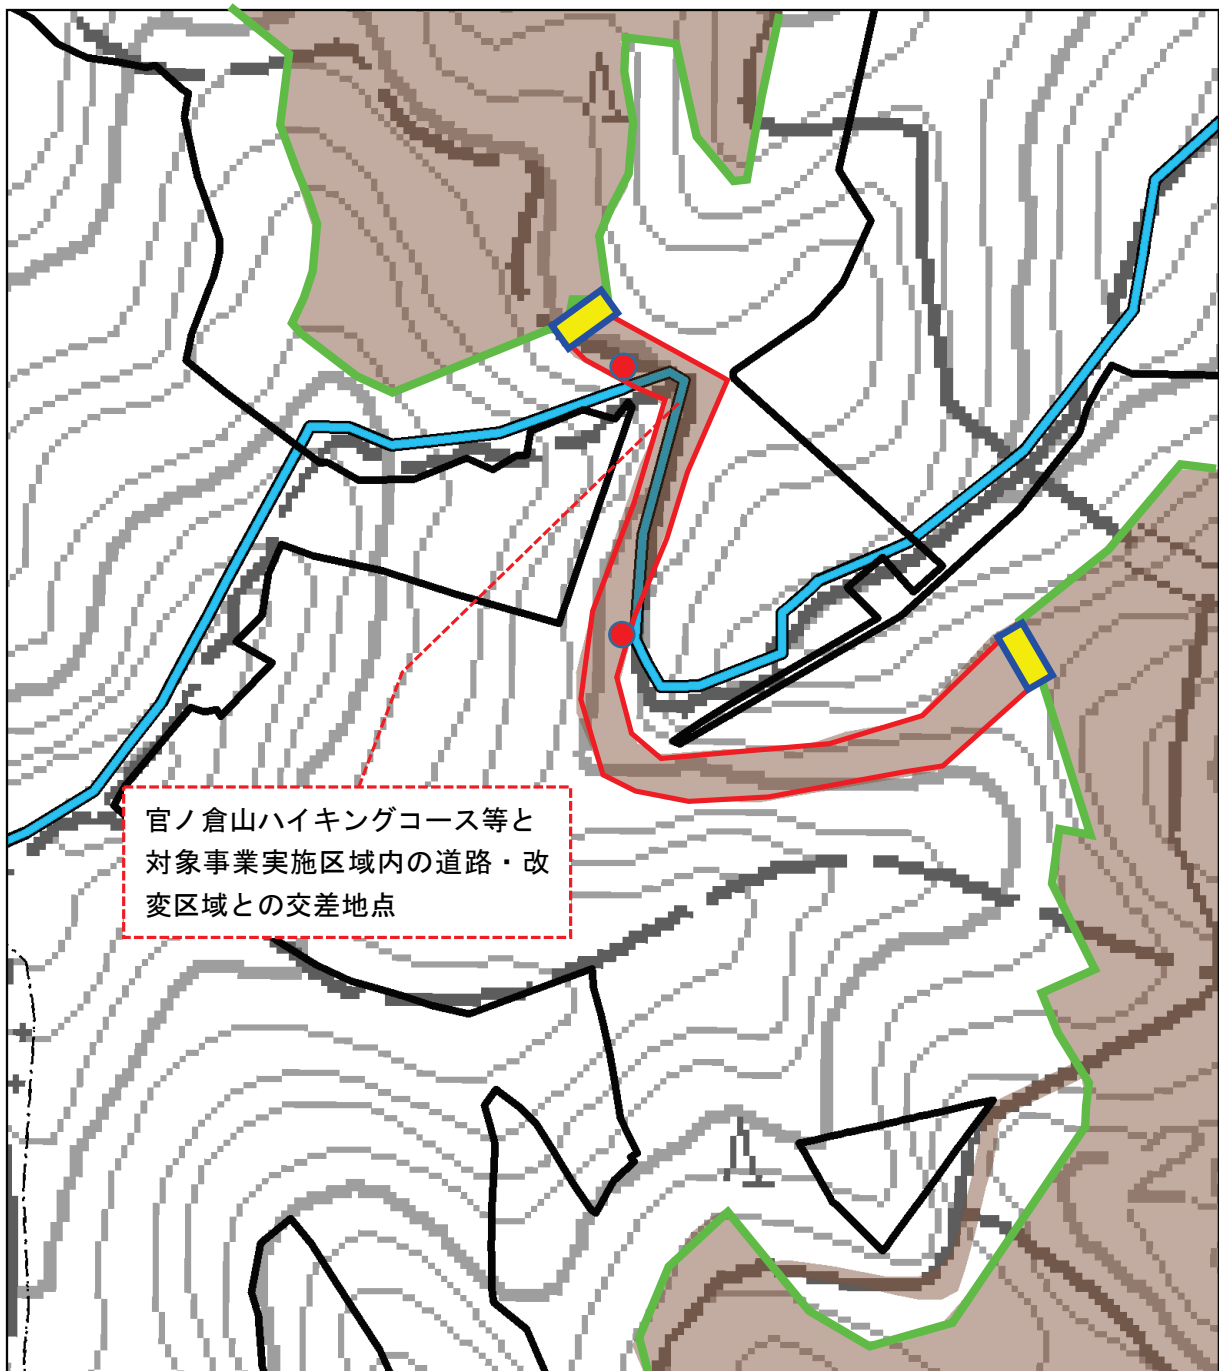 官ノ倉山ハイキングコース等と
対象事業実施区域内の道路・改
変区域との交差地点
2